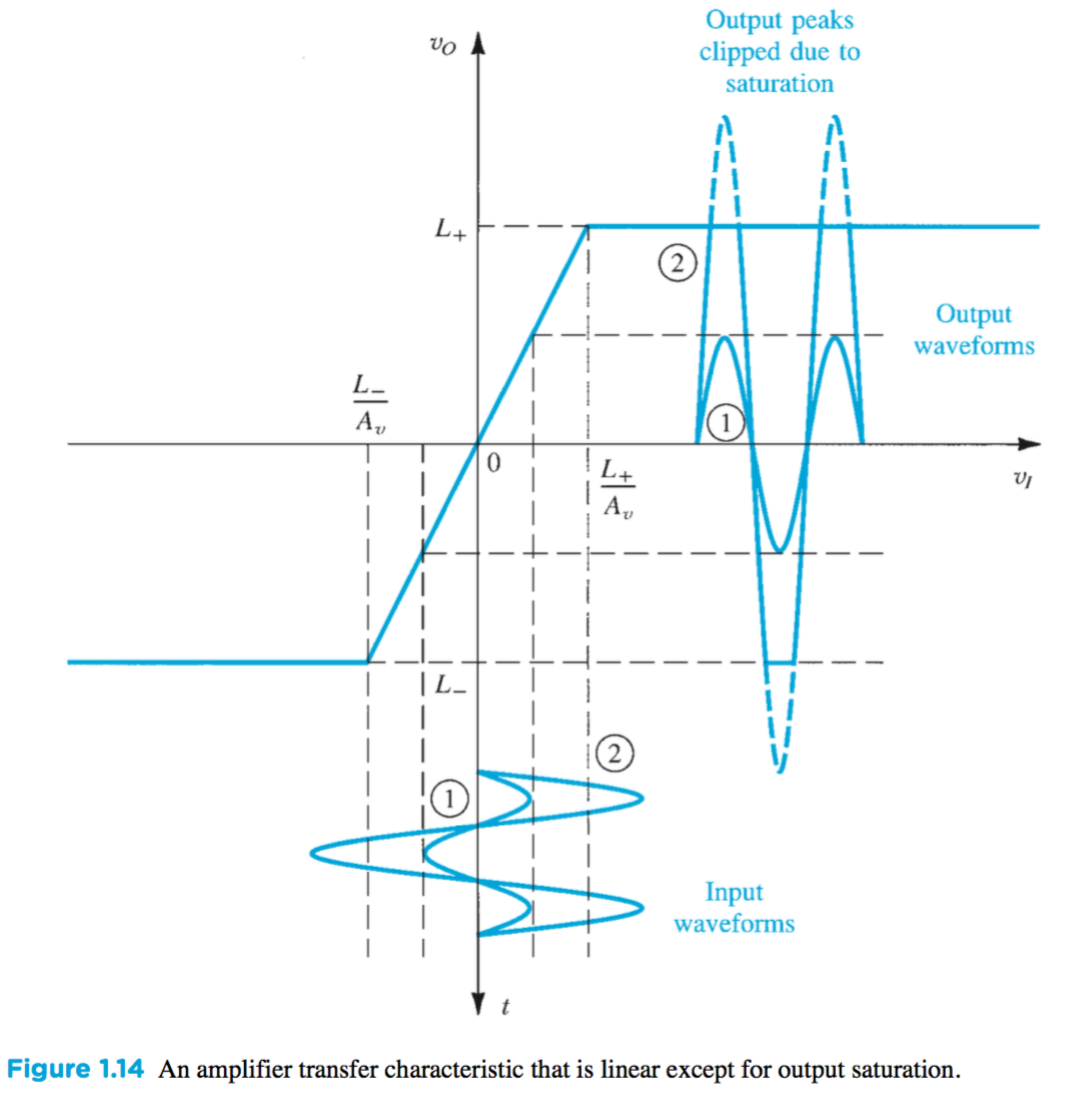 Output peaks
clipped due to
saturation
v_O
L_+
②
Output
waveforms
L_−
A_v
①
0
L_+
A_v
v_I
L_−
②
①
Input
waveforms
t
Figure 1.14 An amplifier transfer characteristic that is linear except for output saturation.